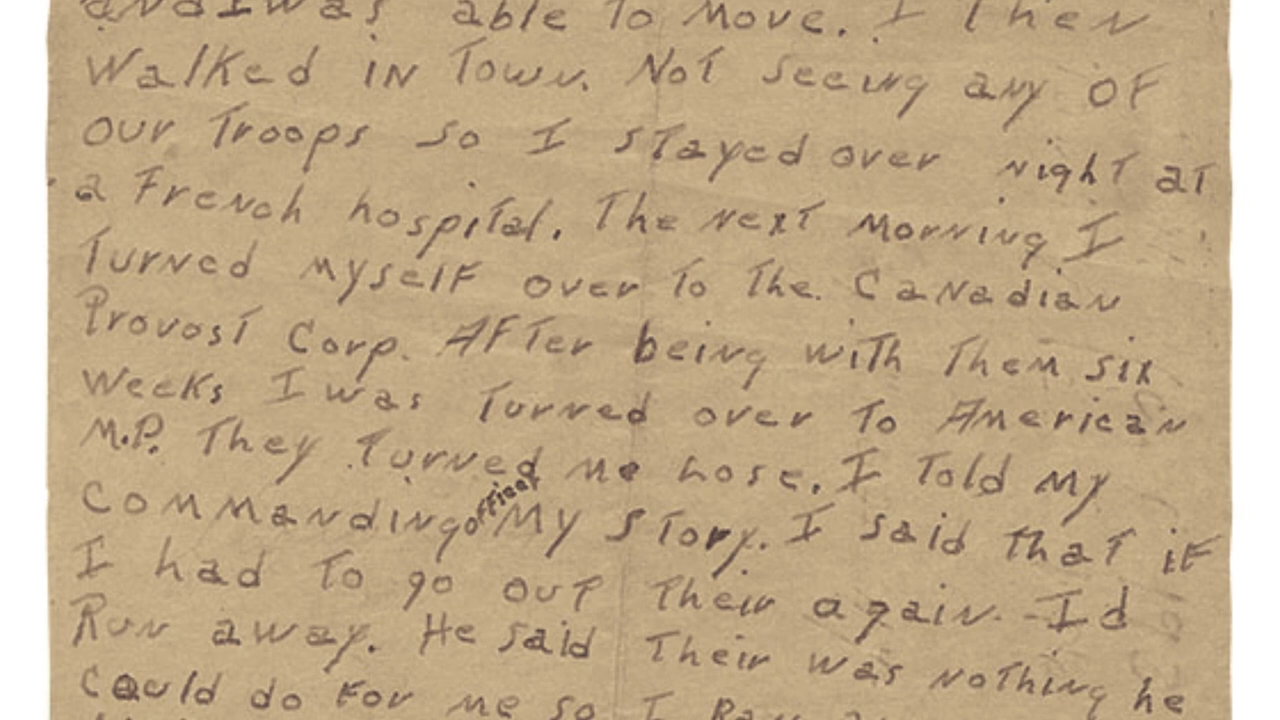 and I was able To Move. I Then
Walked in Town. Not Seeing any OF
our Troops so I stayed over night at
a French hospital. The next Morning I
Turned Myself over To The Canadian
Provost Corp. After being with Them six
weeks I was Turned over To American
M.P. They Turned Me Lose. I Told My
Commanding officer My Story. I said that iF
I had To go out Their again Id
Run away. He said Their was nothing he
Could do For me so I Ran